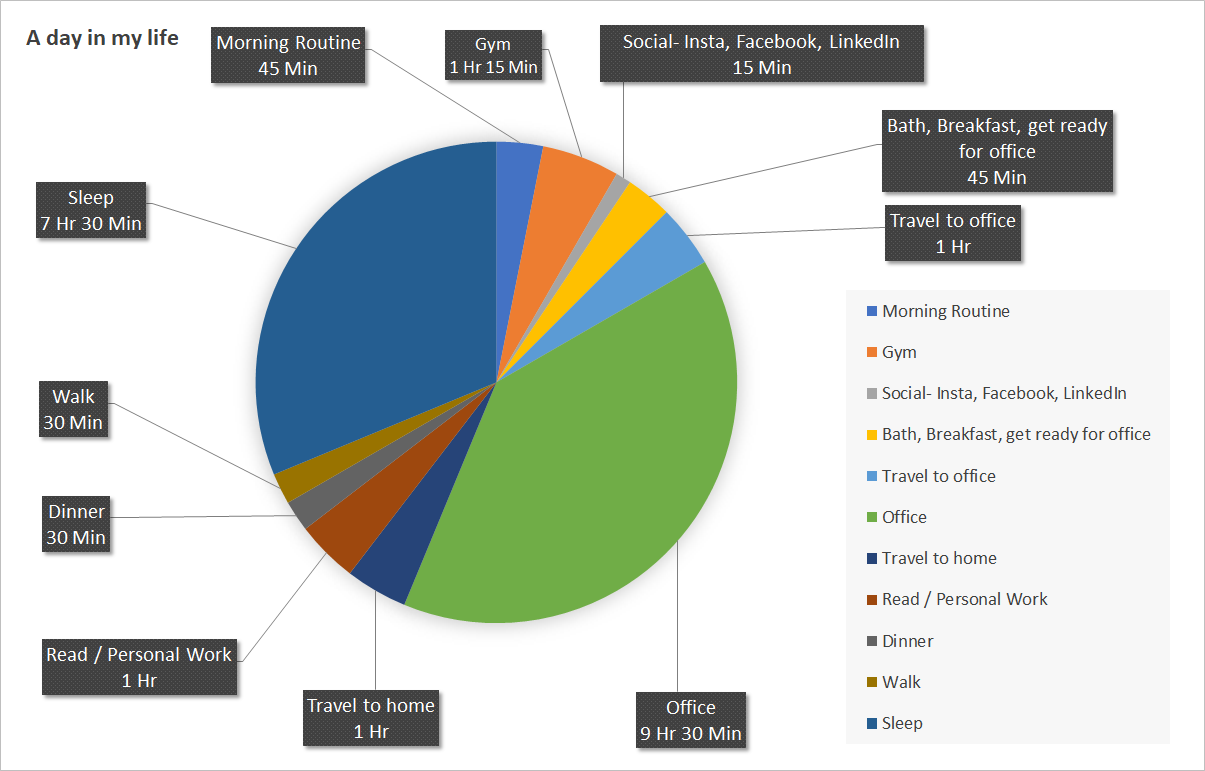 A day in my life
Morning Routine
45 Min
Gym
1 Hr 15 Min
Social- Insta, Facebook, LinkedIn
15 Min
Bath, Breakfast, get ready
for office
45 Min
Travel to office
1 Hr
Sleep
7 Hr 30 Min
Walk
30 Min
Dinner
30 Min
Read / Personal Work
1 Hr
Travel to home
1 Hr
Office
9 Hr 30 Min
Morning Routine
Gym
Social- Insta, Facebook, LinkedIn
Bath, Breakfast, get ready for office
Travel to office
Office
Travel to home
Read / Personal Work
Dinner
Walk
Sleep